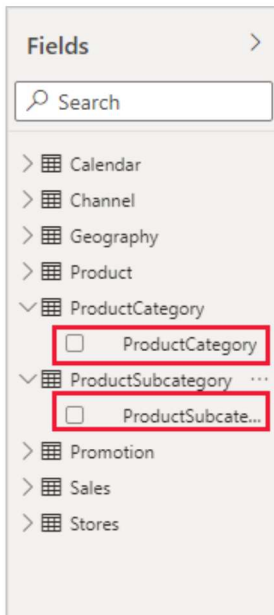 Fields
Search
Calendar
Channel
Geography
Product
ProductCategory
ProductCategory
ProductSubcategory ...
ProductSubcate...
Promotion
Sales
Stores